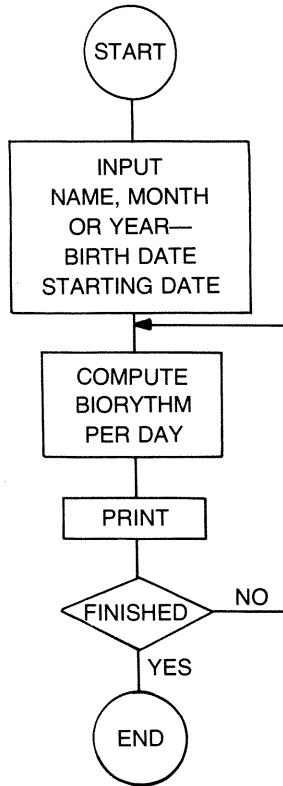 START
INPUT
NAME, MONTH
OR YEAR—
BIRTH DATE
STARTING DATE
COMPUTE
BIORYTHM
PER DAY
PRINT
FINISHED
NO
YES
END